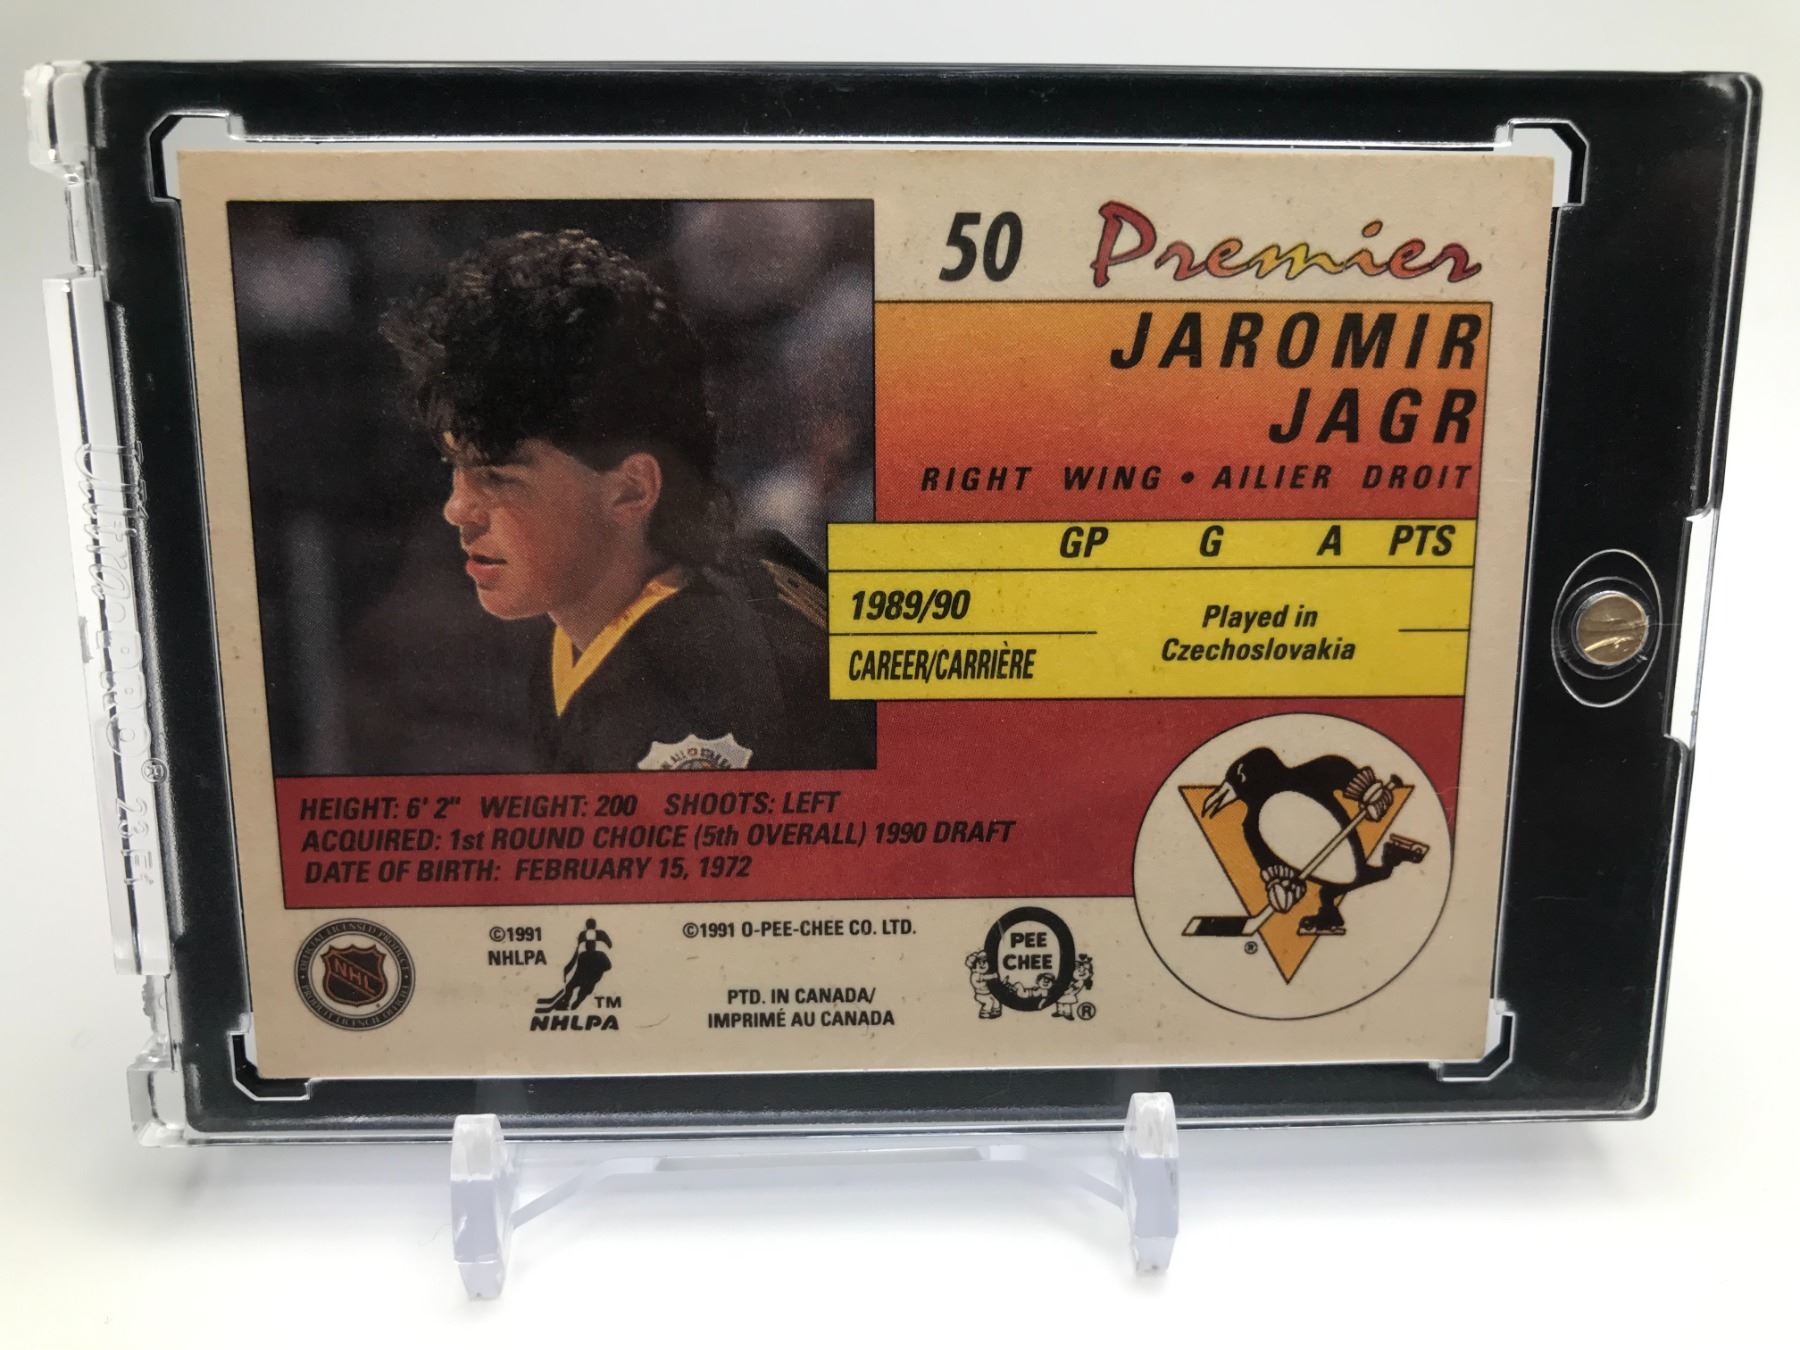 50 Premier
JAROMIR
JAGR
RIGHT WING • AILIER DROIT
GP G A PTS
1989/90
CAREER/CARRIÈRE
Played in
Czechoslovakia
HEIGHT: 6' 2" WEIGHT: 200 SHOOTS: LEFT
ACQUIRED: 1st ROUND CHOICE (5th OVERALL) 1990 DRAFT
DATE OF BIRTH: FEBRUARY 15, 1972
NHL
©1991
NHLPA
TM
NHLPA
©1991 O-PEE-CHEE CO. LTD.
PTD. IN CANADA/
IMPRIMÉ AU CANADA
O
PEE
CHEE
®
®